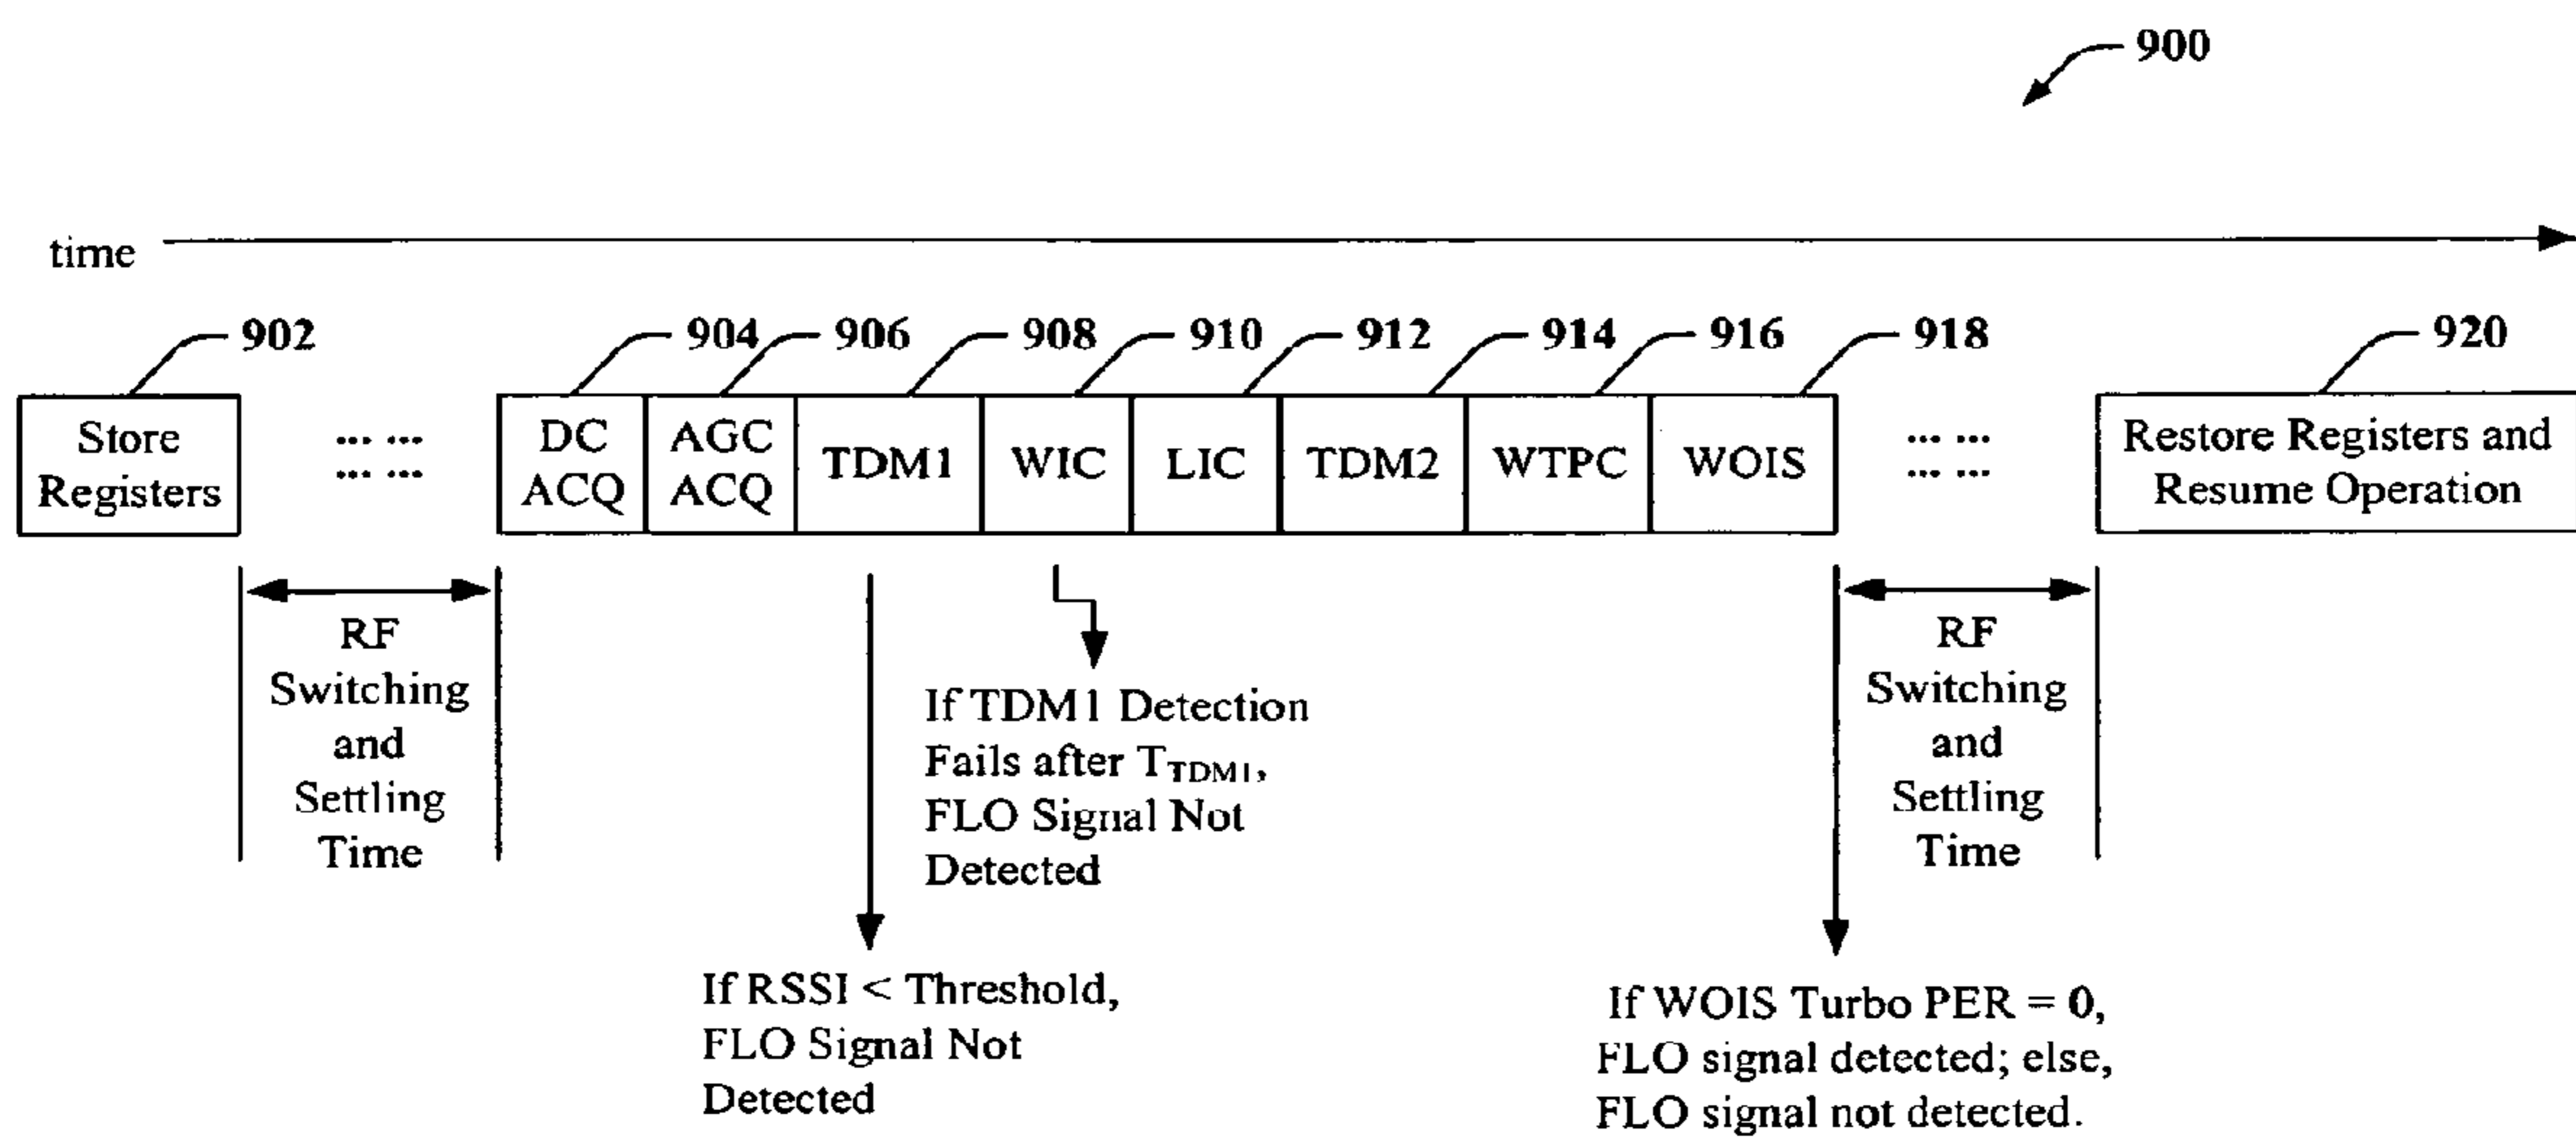 900
time
902
904
906
908
910
912
914
916
918
920
Store
Registers
... ...
... ...
DC
ACQ
AGC
ACQ
TDM1
WIC
LIC
TDM2
WTPC
WOIS
... ...
... ...
Restore Registers and
Resume Operation
RF
Switching
and
Settling
Time
If TDM1 Detection
Fails after TTDM1,
FLO Signal Not
Detected
If RSSI < Threshold,
FLO Signal Not
Detected
RF
Switching
and
Settling
Time
If WOIS Turbo PER = 0,
FLO signal detected; else,
FLO signal not detected.